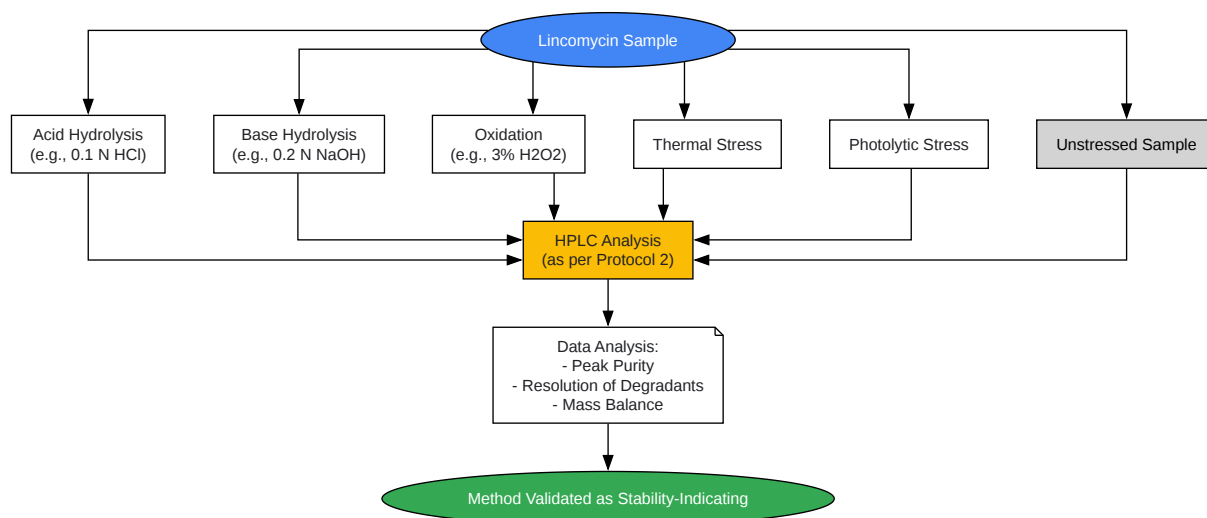 Lincomycin Sample
Acid Hydrolysis
(e.g., 0.1 N HCl)
Base Hydrolysis
(e.g., 0.2 N NaOH)
Oxidation
(e.g., 3% H2O2)
Thermal Stress
Photolytic Stress
Unstressed Sample
HPLC Analysis
(as per Protocol 2)
Data Analysis:
- Peak Purity
- Resolution of Degradants
- Mass Balance
Method Validated as Stability-Indicating